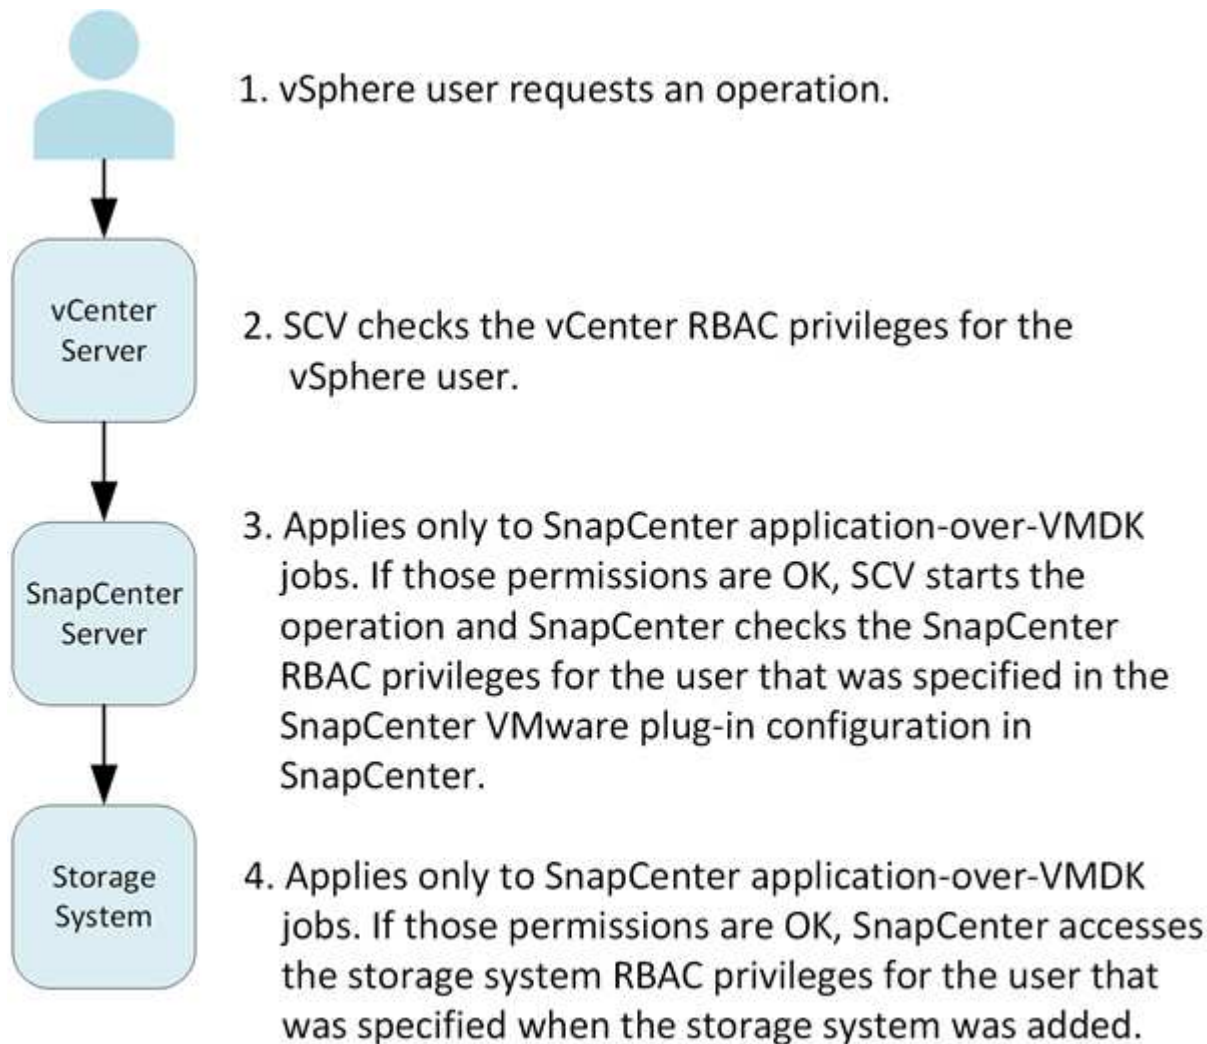 1. vSphere user requests an operation.
vCenter
Server
2. SCV checks the vCenter RBAC privileges for the
vSphere user.
SnapCenter
Server
3. Applies only to SnapCenter application-over-VMDK
jobs. If those permissions are OK, SCV starts the
operation and SnapCenter checks the SnapCenter
RBAC privileges for the user that was specified in the
SnapCenter VMware plug-in configuration in
SnapCenter.
Storage
System
4. Applies only to SnapCenter application-over-VMDK
jobs. If those permissions are OK, SnapCenter accesses
the storage system RBAC privileges for the user that
was specified when the storage system was added.